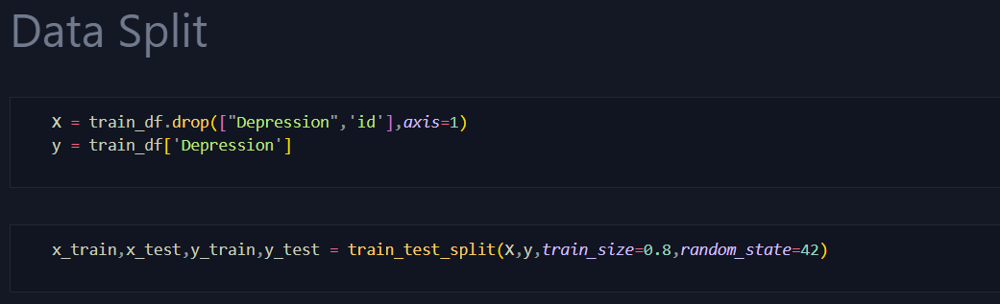 Data Split
X = train_df.drop(["Depression",'id'],axis=1)
y = train_df['Depression']
x_train,x_test,y_train,y_test = train_test_split(X,y,train_size=0.8,random_state=42)